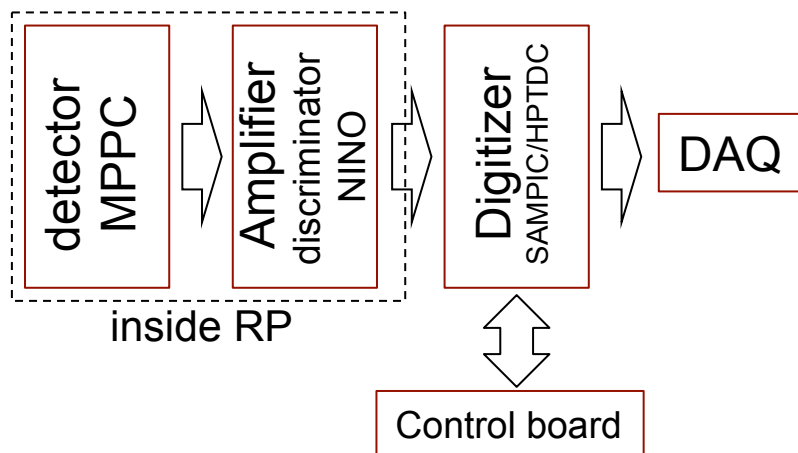 detector
MPPC
Amplifier
discriminator
NINO
Digitizer
SAMPIC/HPTDC
DAQ
inside RP
Control board